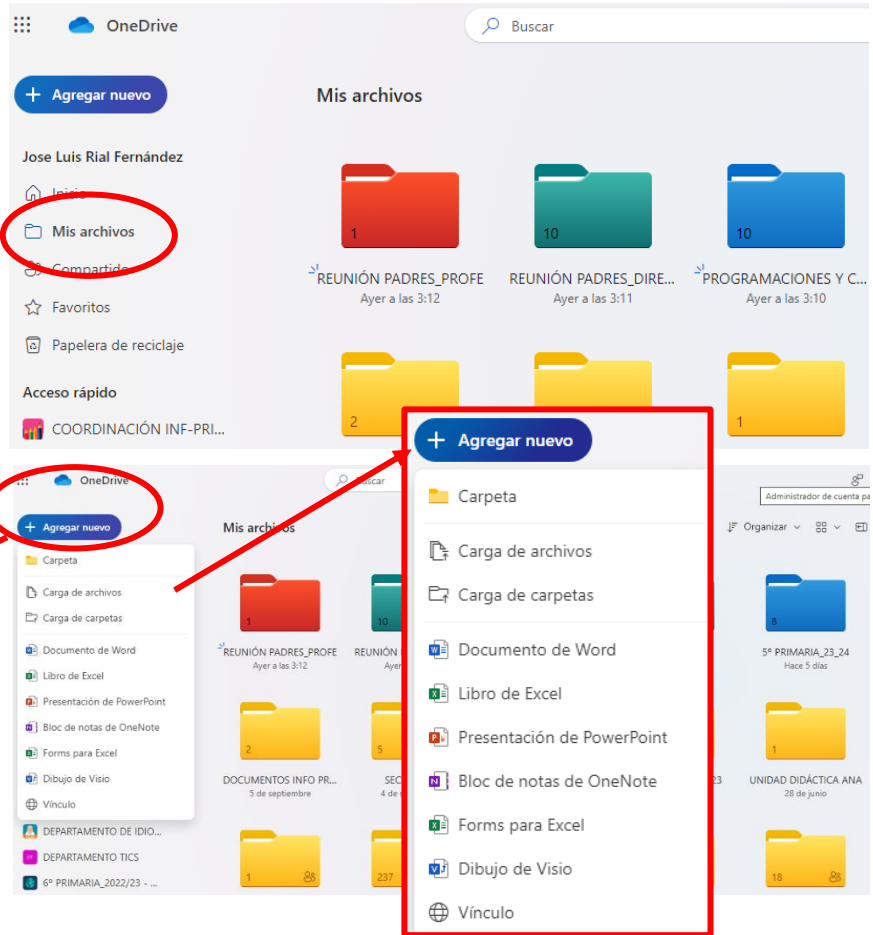 OneDrive
Buscar
+ Agregar nuevo
Mis archivos
Jose Luis Rial Fernández
Inicio
Mis archivos
Compartido
Favoritos
Papelera de reciclaje
Acceso rápido
COORDINACIÓN INF-PRI...
1
10
10
REUNIÓN PADRES_PROFE
REUNIÓN PADRES_DIRE...
PROGRAMACIONES Y C...
Ayer a las 3:12
Ayer a las 3:11
Ayer a las 3:10
2
1
OneDrive
Buscar
Administrador de cuenta pa
+ Agregar nuevo
Mis archivos
Organizar
Carpeta
Carga de archivos
Carga de carpetas
Documento de Word
Libro de Excel
Presentación de PowerPoint
Bloc de notas de OneNote
Forms para Excel
Dibujo de Visio
Vínculo
DEPARTAMENTO DE IDIO...
DEPARTAMENTO TICS
6º PRIMARIA_2022/23 - ...
1
10
8
REUNIÓN PADRES_PROFE
REUNIÓN
5º PRIMARIA_23_24
Ayer a las 3:12
Ayer
Hace 5 días
2
5
1
DOCUMENTOS INFO PR...
SEC
23
UNIDAD DIDÁCTICA ANA
5 de septiembre
4 de
28 de junio
1
237
18
+ Agregar nuevo
Carpeta
Carga de archivos
Carga de carpetas
Documento de Word
Libro de Excel
Presentación de PowerPoint
Bloc de notas de OneNote
Forms para Excel
Dibujo de Visio
Vínculo